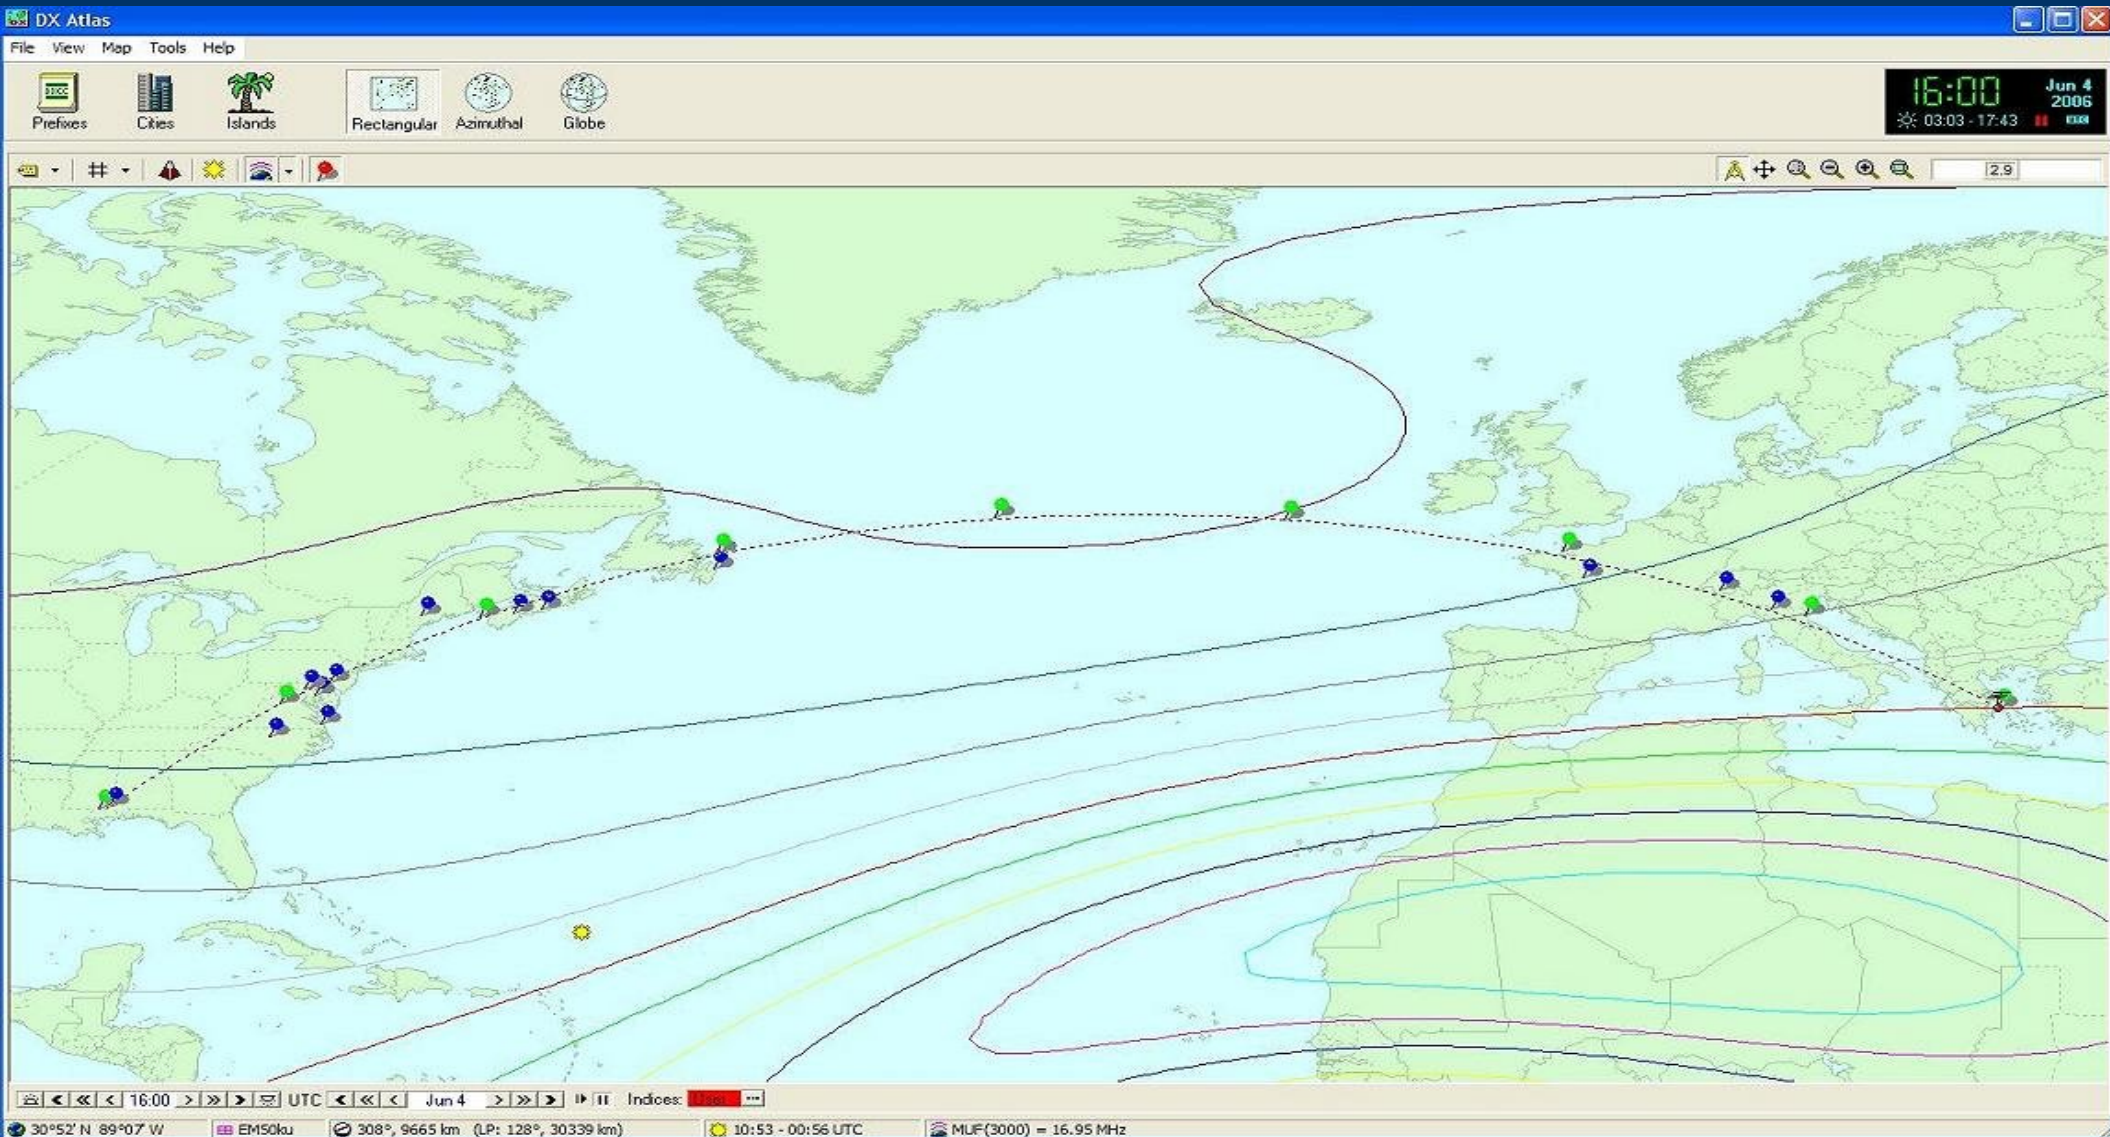 DX Atlas
File View Map Tools Help
Prefixes Cities Islands Rectangular Azimuthal Globe
16:00 Jun 4
2006
03:03 - 17:43
2.9
16:00 UTC Jun 4 Indices:
30°52' N 89°07' W EM50ku 308°, 9665 km (LP: 128°, 30339 km) 10:53 - 00:56 UTC MUF(3000) = 16.95 MHz